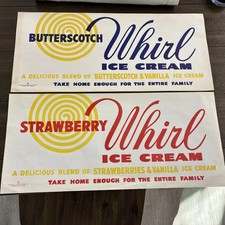 BUTTERSCOTCH Whirl
ICE CREAM
A DELICIOUS BLEND OF BUTTERSCOTCH & VANILLA ICE CREAM
TAKE HOME ENOUGH FOR THE ENTIRE FAMILY
STRAWBERRY Whirl
ICE CREAM
A DELICIOUS BLEND OF STRAWBERRIES & VANILLA ICE CREAM
TAKE HOME ENOUGH FOR THE ENTIRE FAMILY